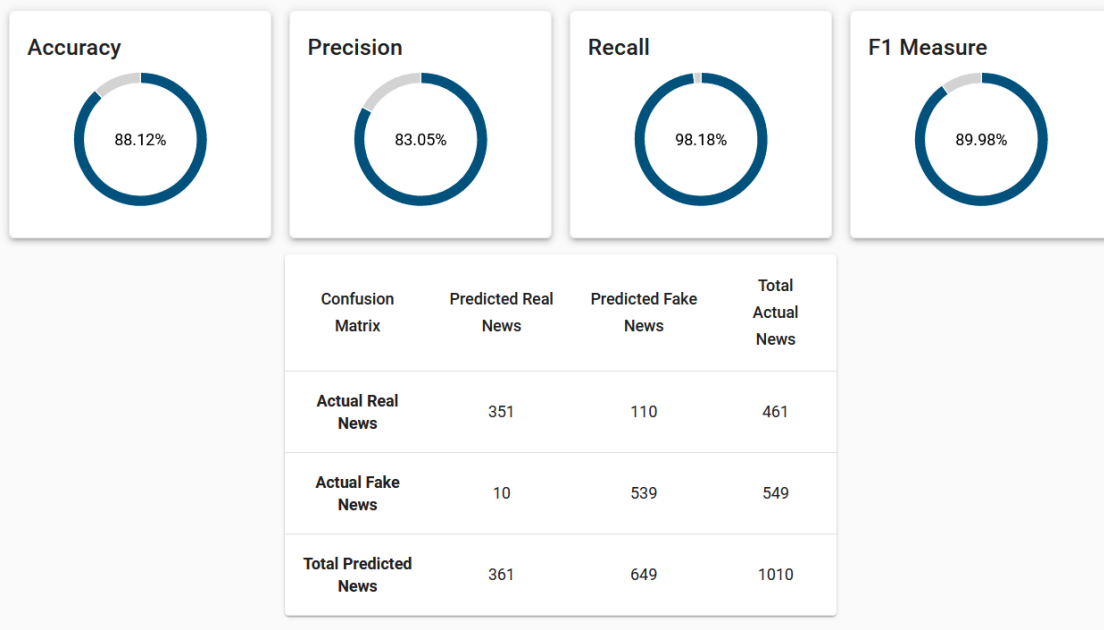 Accuracy
88.12%
Precision
83.05%
Recall
98.18%
F1 Measure
89.98%
Confusion
Matrix
Predicted Real
News
Predicted Fake
News
Total
Actual
News
Actual Real
News
351
110
461
Actual Fake
News
10
539
549
Total Predicted
News
361
649
1010